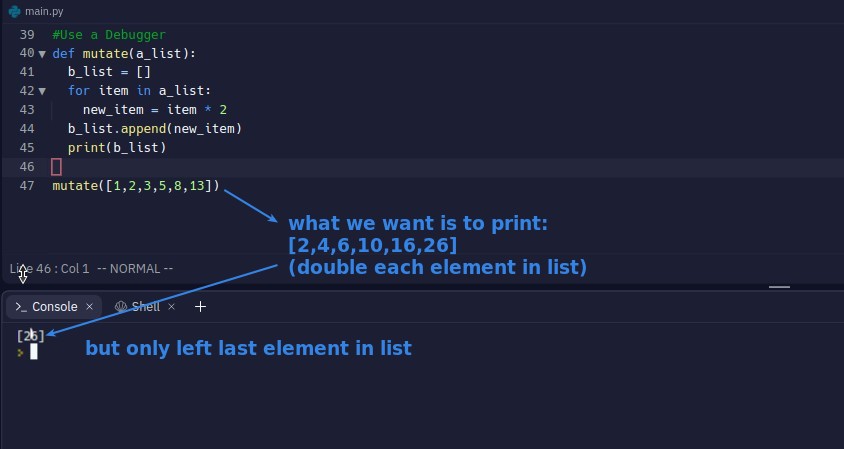 main.py
39 #Use a Debugger
40 def mutate(a_list):
41   b_list = []
42   for item in a_list:
43     new_item = item * 2
44   b_list.append(new_item)
45   print(b_list)
46
47 mutate([1,2,3,5,8,13])
what we want is to print:
[2,4,6,10,16,26]
(double each element in list)
Line 46 : Col 1 -- NORMAL --
>_ Console × Shell × +
[26]
but only left last element in list
>